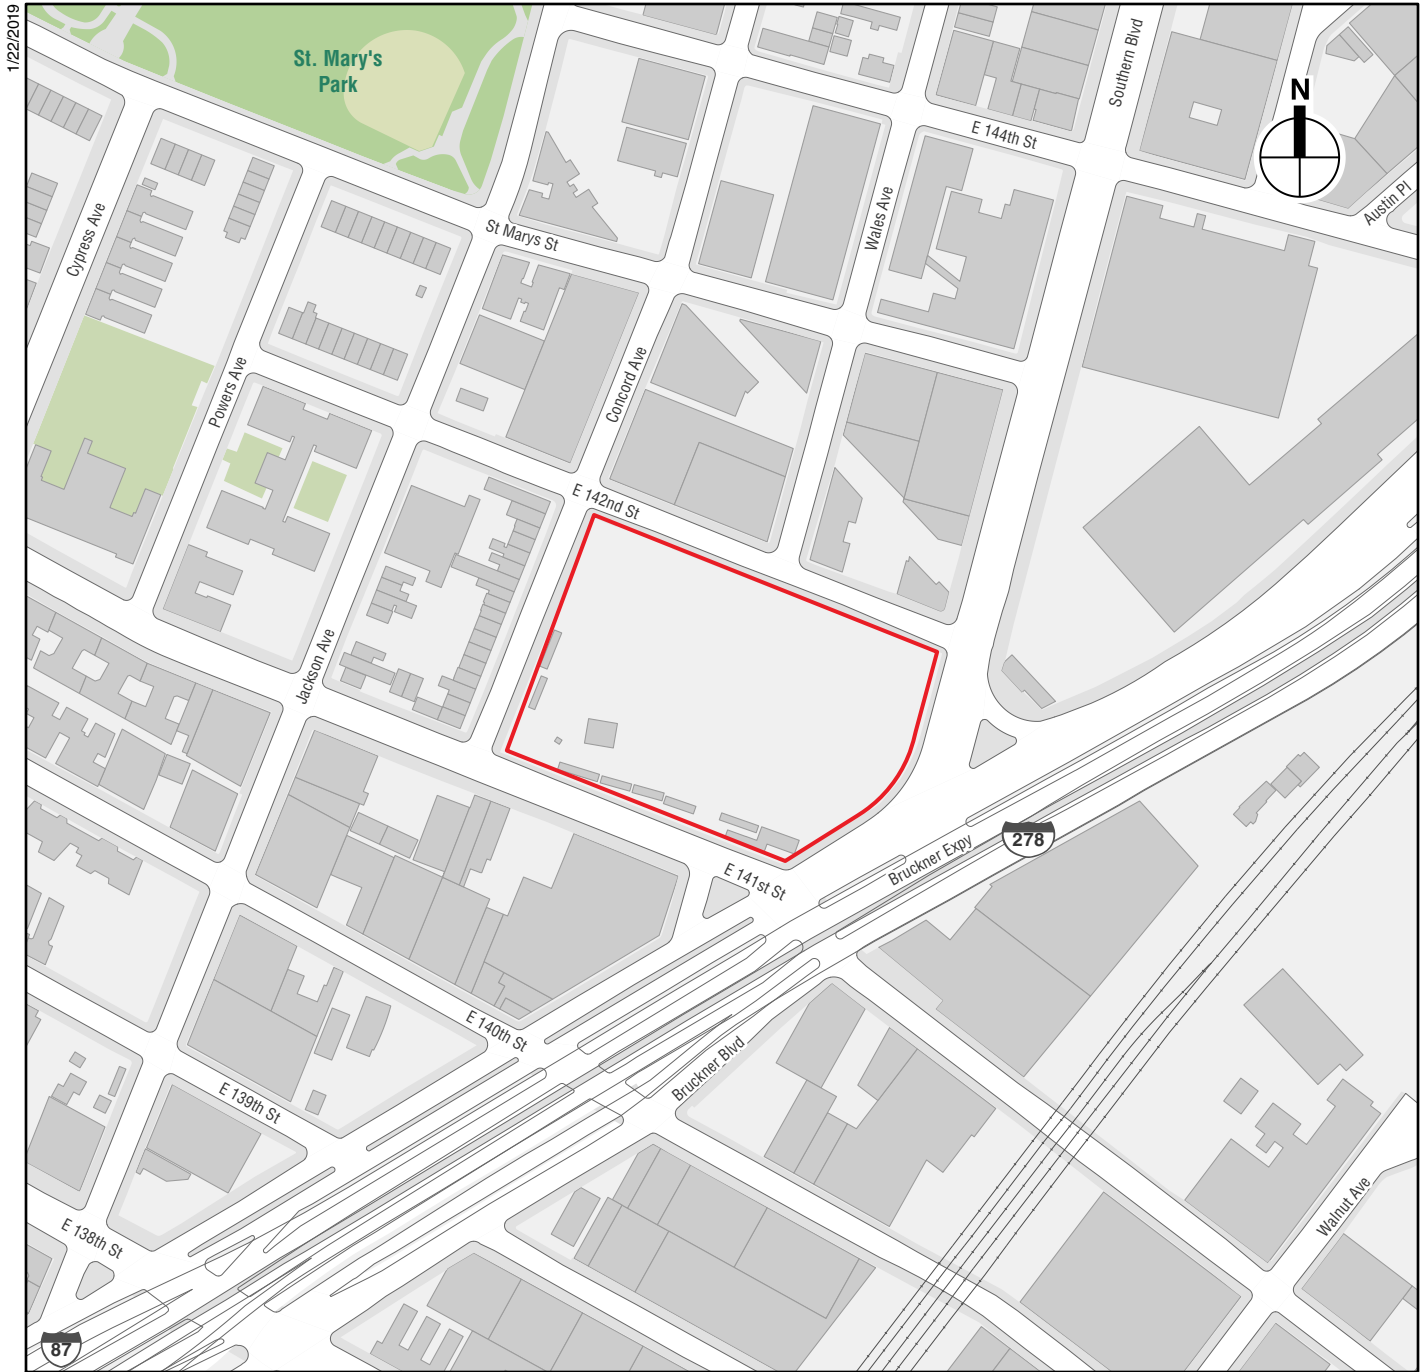 1/22/2019
St. Mary's
Park
N
Southern Blvd
E 144th St
Austin Pl
Wales Ave
St Marys St
Cypress Ave
Powers Ave
Concord Ave
E 142nd St
Jackson Ave
E 141st St
Bruckner Expy
278
E 140th St
Bruckner Blvd
E 139th St
Walnut Ave
E 138th St
87